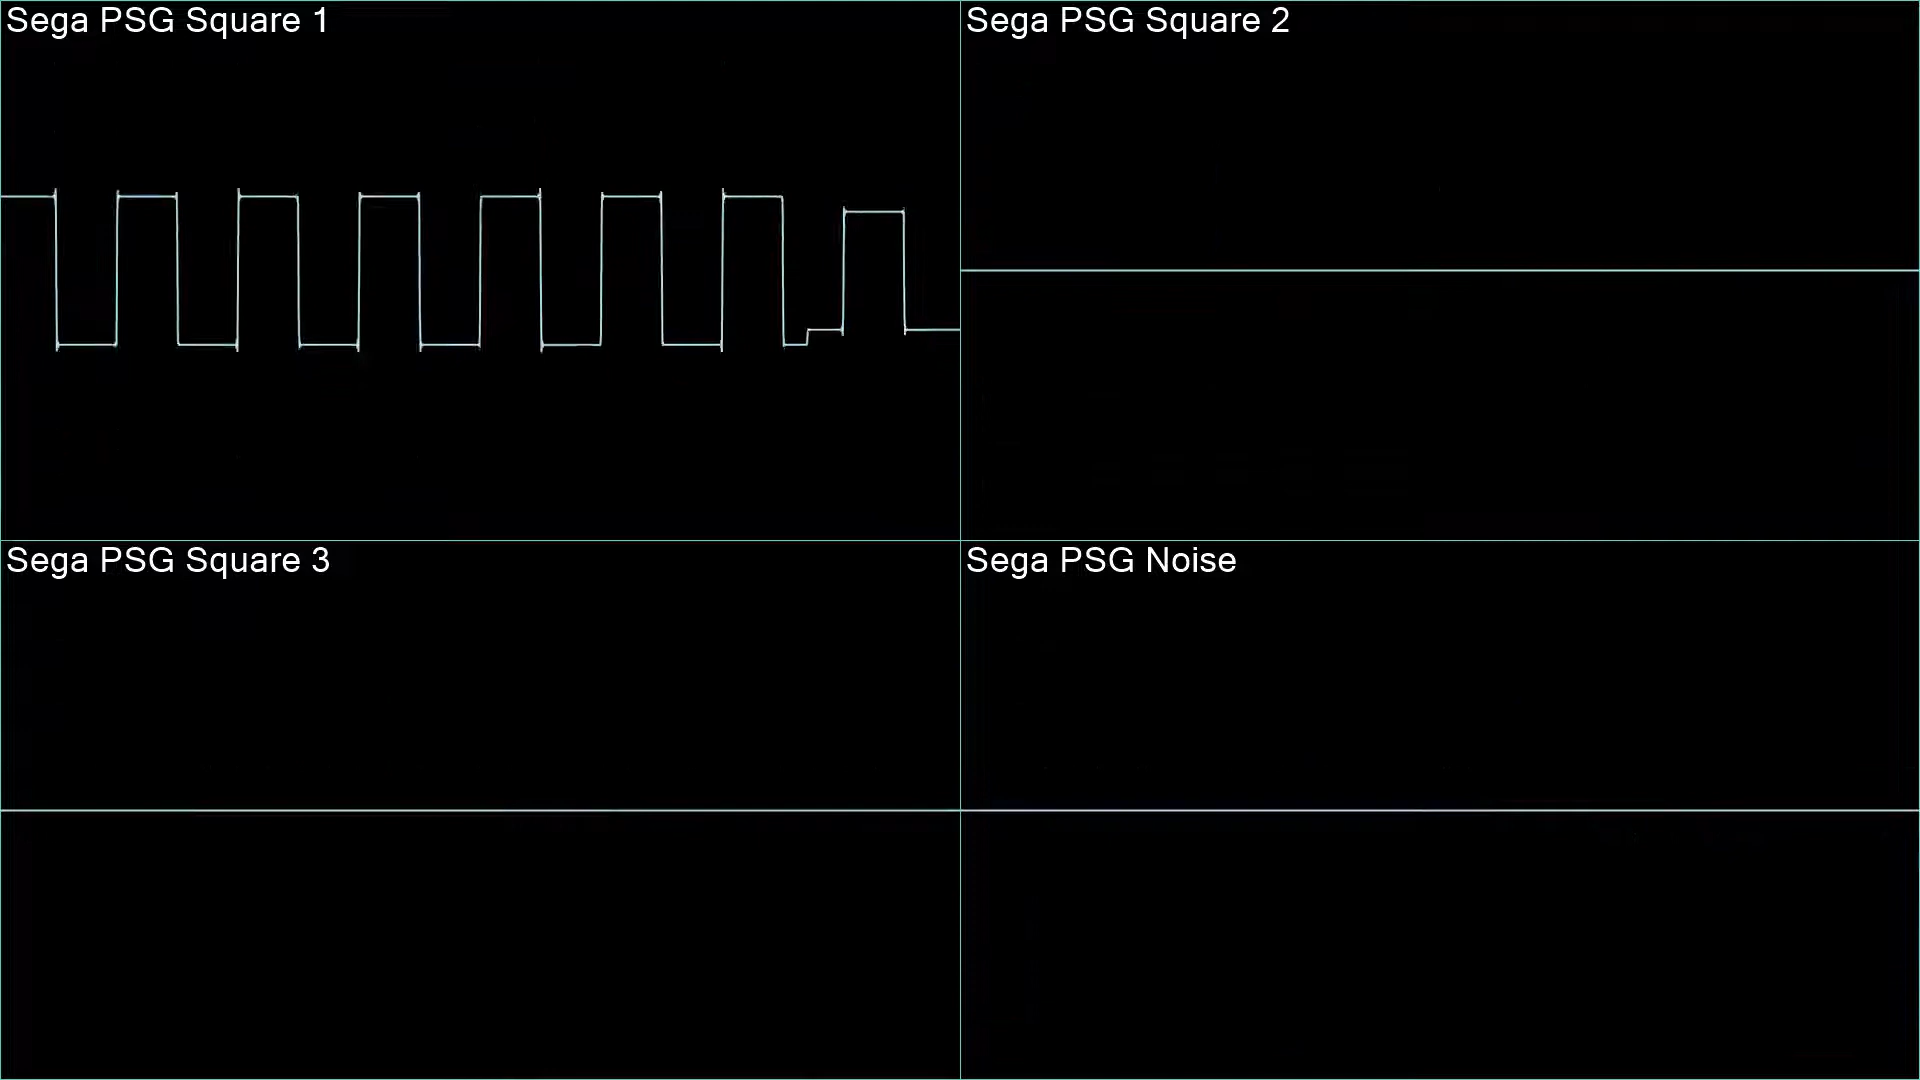 Sega PSG Square 1
Sega PSG Square 2
Sega PSG Square 3
Sega PSG Noise